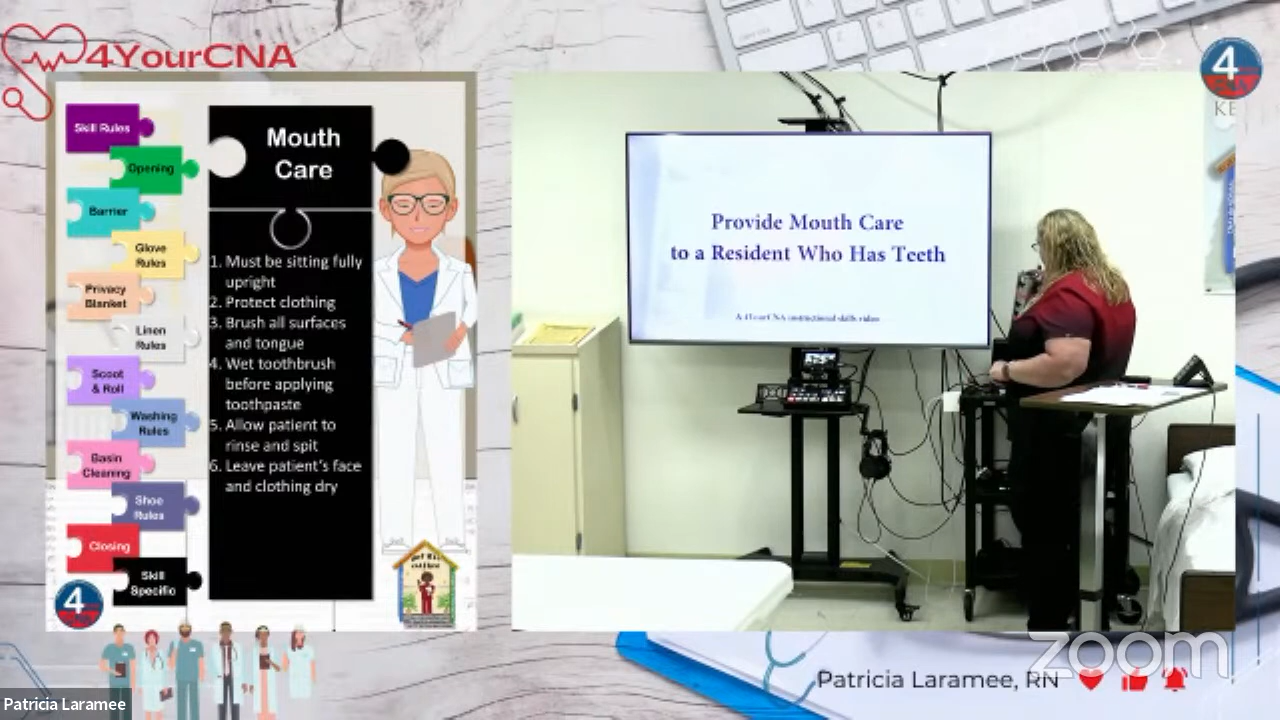 4YourCNA
4
KE
Skill Rules
Opening
Barrier
Glove
Rules
Privacy
Blanket
Linen
Rules
Scoot
& Roll
Washing
Rules
Basin
Cleaning
Shoe
Rules
Closing
Skill
Specific
4
Mouth
Care
1. Must be sitting fully
upright
2. Protect clothing
3. Brush all surfaces
and tongue
4. Wet toothbrush
before applying
toothpaste
5. Allow patient to
rinse and spit
6. Leave patient's face
and clothing dry
Provide Mouth Care
to a Resident Who Has Teeth
A 4YourCNA instructional skills video
zoom
Patricia Laramee, RN
Patricia Laramee